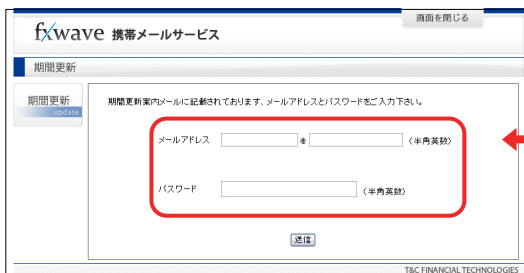 画面を閉じる
fxwave 携帯メールサービス
期間更新
期間更新
update
期間更新案内メールに記載されております、メールアドレスとパスワードをご入力下さい。
メールアドレス @ (半角英数)
パスワード (半角英数)
送信
T&C FINANCIAL TECHNOLOGIES